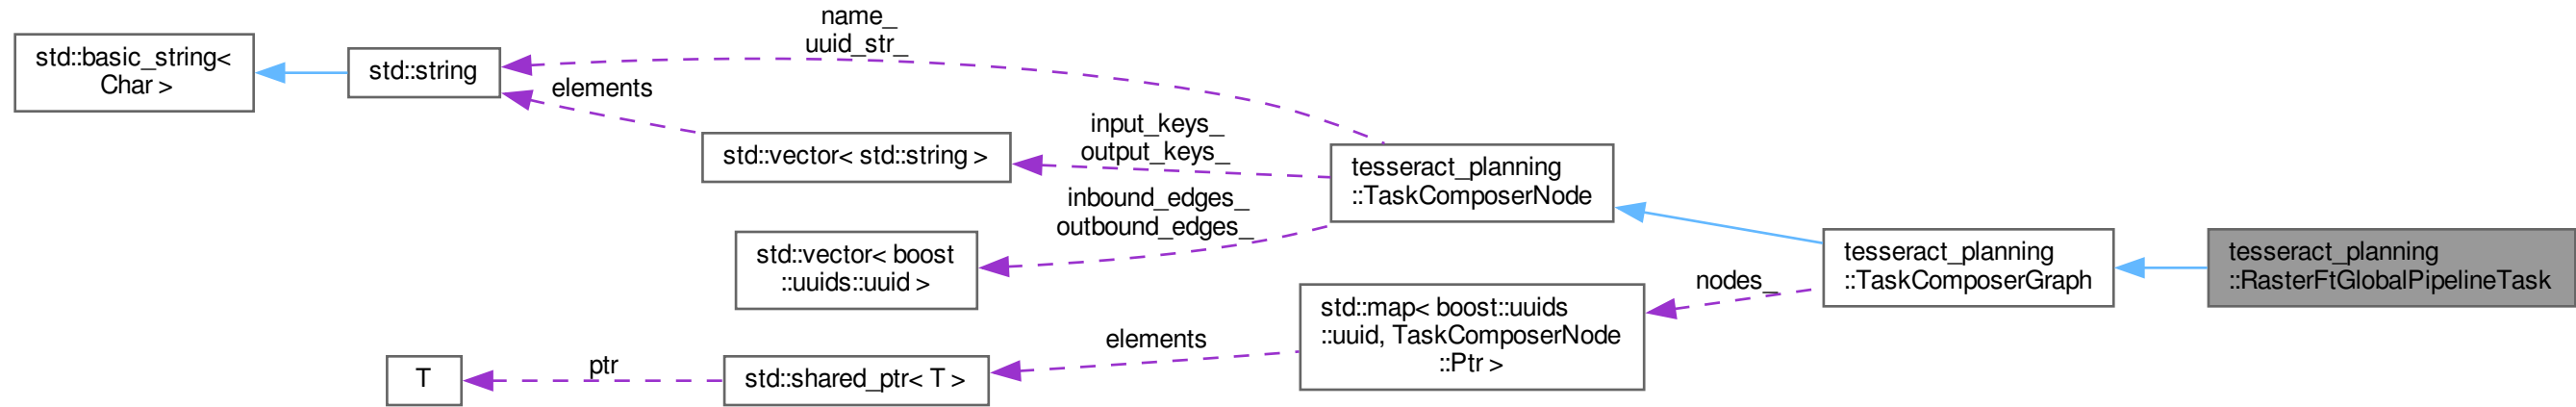 name_
uuid_str_
std::basic_string<
Char >
std::string
elements
input_keys_
output_keys_
std::vector< std::string >
tesseract_planning
::TaskComposerNode
inbound_edges_
outbound_edges_
std::vector< boost
::uuids::uuid >
tesseract_planning
::TaskComposerGraph
tesseract_planning
::RasterFtGlobalPipelineTask
nodes_
std::map< boost::uuids
::uuid, TaskComposerNode
::Ptr >
elements
ptr
T
std::shared_ptr< T >